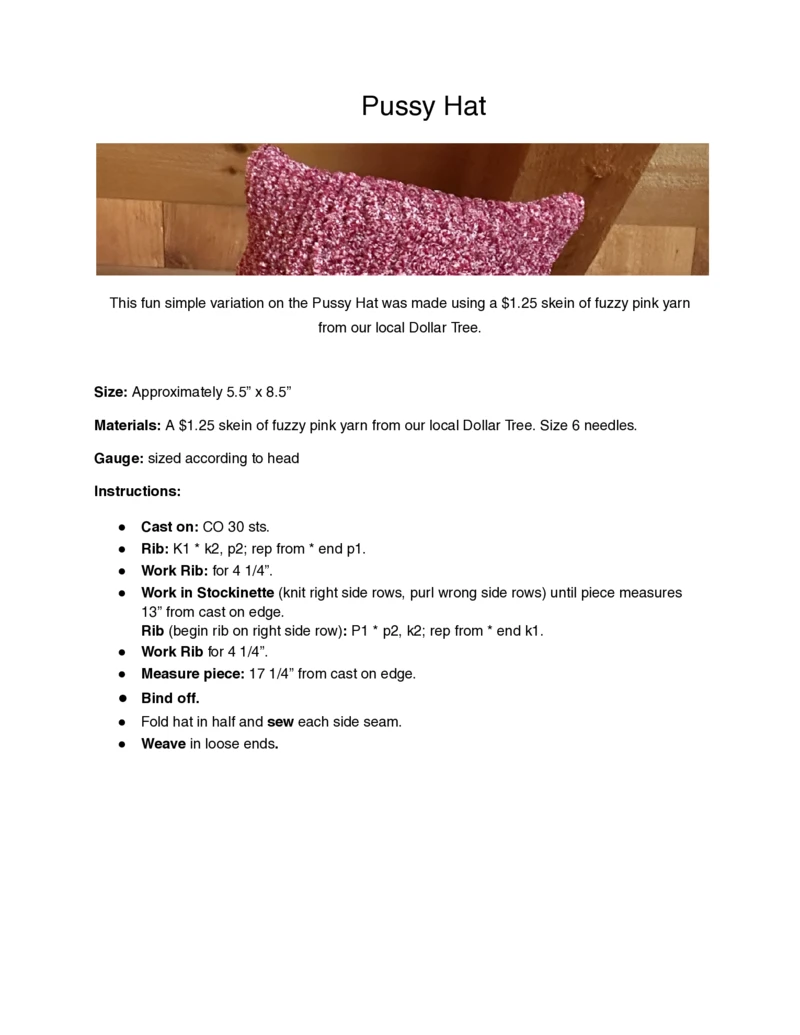 Pussy Hat
This fun simple variation on the Pussy Hat was made using a $1.25 skein of fuzzy pink yarn
from our local Dollar Tree.
Size: Approximately 5.5” x 8.5”
Materials: A $1.25 skein of fuzzy pink yarn from our local Dollar Tree. Size 6 needles.
Gauge: sized according to head
Instructions:
● Cast on: CO 30 sts.
● Rib: K1 * k2, p2; rep from * end p1.
● Work Rib: for 4 1/4”.
● Work in Stockinette (knit right side rows, purl wrong side rows) until piece measures
13” from cast on edge.
Rib (begin rib on right side row): P1 * p2, k2; rep from * end k1.
● Work Rib for 4 1/4”.
● Measure piece: 17 1/4” from cast on edge.
● Bind off.
● Fold hat in half and sew each side seam.
● Weave in loose ends.